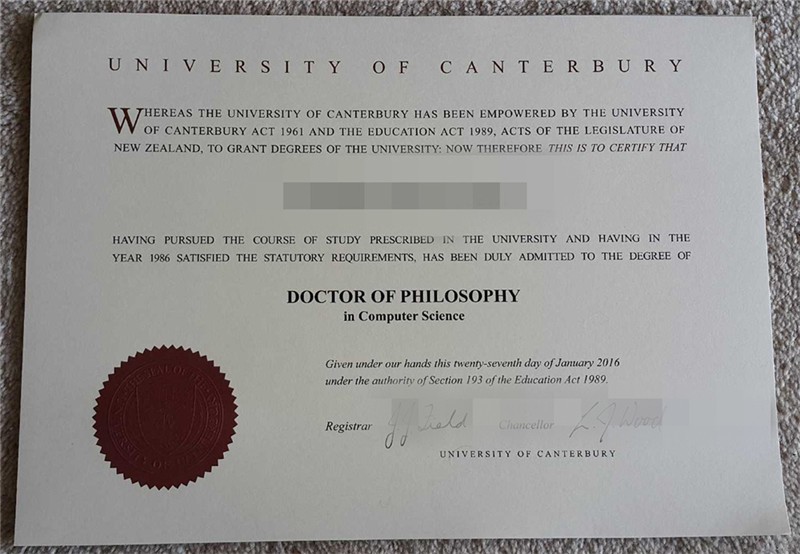 UNIVERSITY OF CANTERBURY
WHEREAS THE UNIVERSITY OF CANTERBURY HAS BEEN EMPOWERED BY THE UNIVERSITY
OF CANTERBURY ACT 1961 AND THE EDUCATION ACT 1989, ACTS OF THE LEGISLATURE OF
NEW ZEALAND, TO GRANT DEGREES OF THE UNIVERSITY: NOW THEREFORE THIS IS TO CERTIFY THAT
HAVING PURSUED THE COURSE OF STUDY PRESCRIBED IN THE UNIVERSITY AND HAVING IN THE
YEAR 1986 SATISFIED THE STATUTORY REQUIREMENTS, HAS BEEN DULY ADMITTED TO THE DEGREE OF
DOCTOR OF PHILOSOPHY
in Computer Science
Given under our hands this twenty-seventh day of January 2016
under the authority of Section 193 of the Education Act 1989.
Registrar Field Chancellor L. J Wood
UNIVERSITY OF CANTERBURY